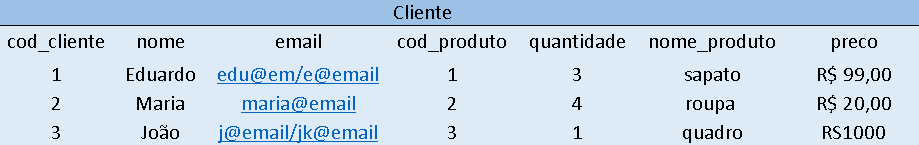 Cliente
cod_cliente nome email cod_produto quantidade nome_produto preco
1 Eduardo edu@em/e@email 1 3 sapato R$ 99,00
2 Maria maria@email 2 4 roupa R$ 20,00
3 João j@email/jk@email 3 1 quadro RS1000